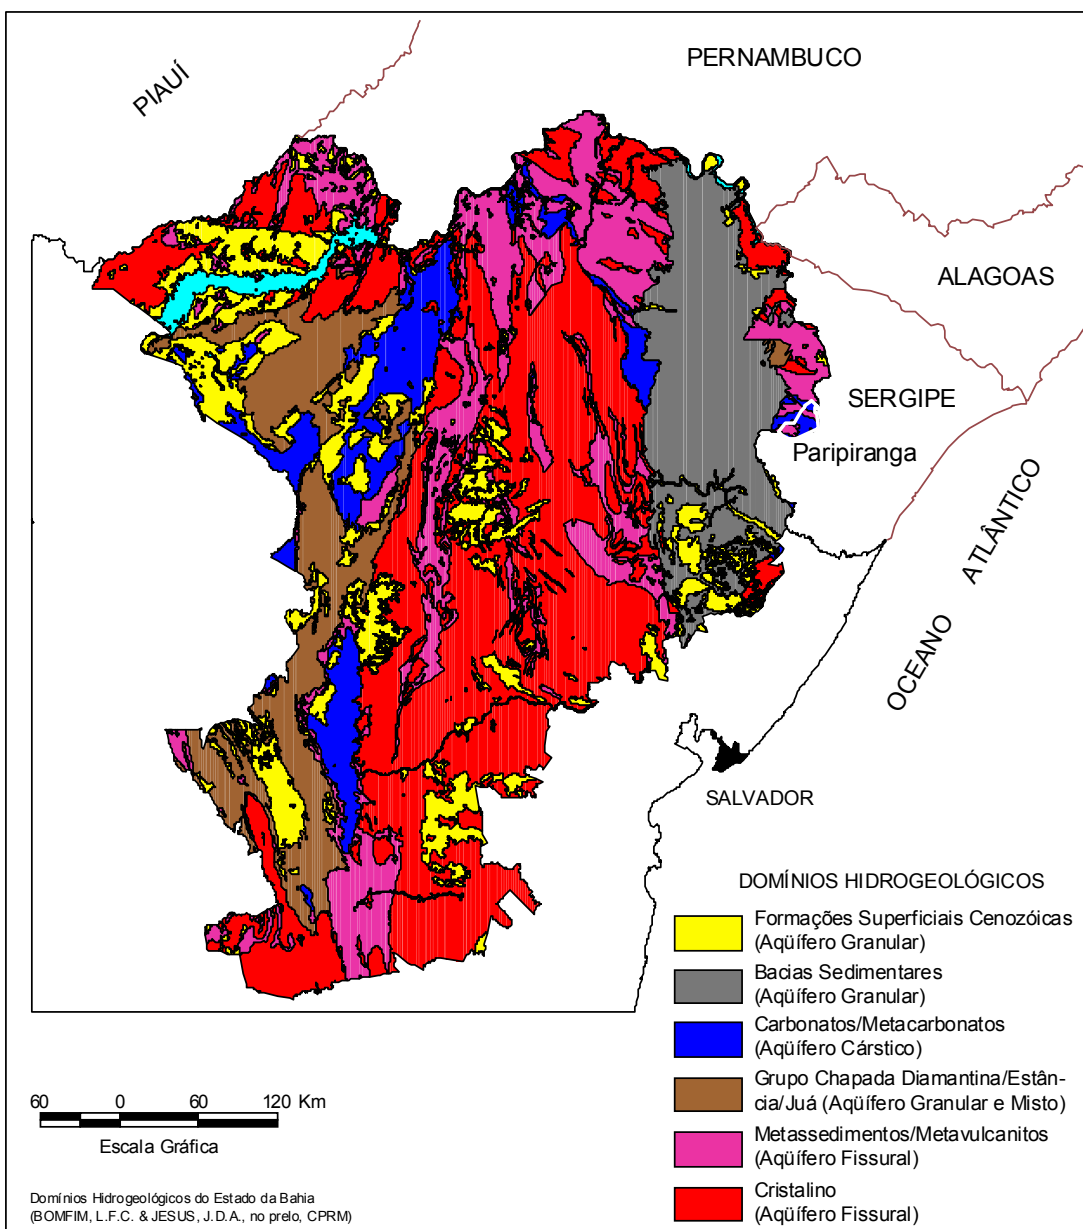 PIAUÍ
PERNAMBUCO
ALAGOAS
SERGIPE
Paripiranga
OCEANO ATLÂNTICO
SALVADOR
DOMÍNIOS HIDROGEOLÓGICOS
Formações Superficiais Cenozóicas
(Aqüífero Granular)
Bacias Sedimentares
(Aqüífero Granular)
Carbonatos/Metacarbonatos
(Aqüífero Cárstico)
Grupo Chapada Diamantina/Estân-
cia/Juá (Aqüífero Granular e Misto)
Metassedimentos/Metavulcanitos
(Aqüífero Fissural)
Cristalino
(Aqüífero Fissural)
60 0 60 120 Km
Escala Gráfica
Domínios Hidrogeológicos do Estado da Bahia
(BOMFIM, L.F.C. & JESUS, J.D.A., no prelo, CPRM)